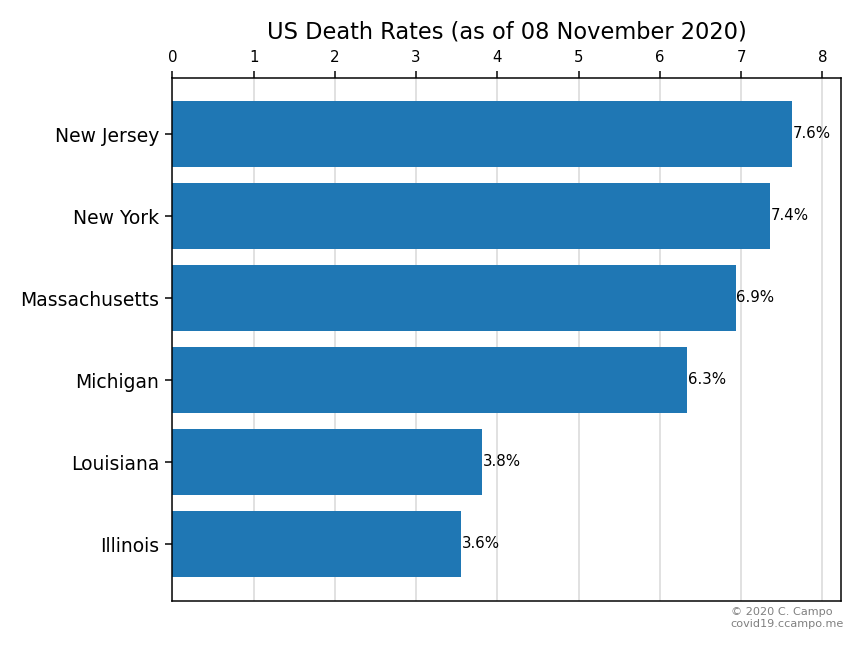 US Death Rates (as of 08 November 2020)
0 1 2 3 4 5 6 7 8
New Jersey 7.6%
New York 7.4%
Massachusetts 6.9%
Michigan 6.3%
Louisiana 3.8%
Illinois 3.6%
© 2020 C. Campo
covid19.ccampo.me